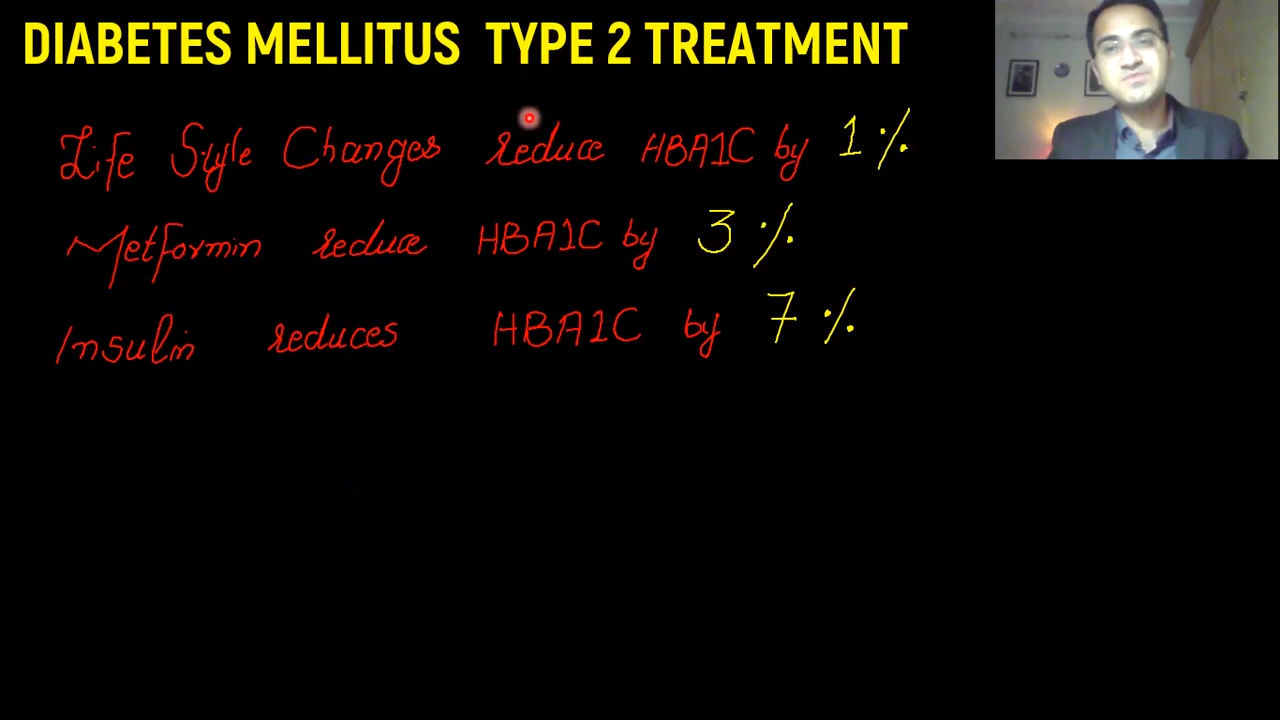 DIABETES MELLITUS TYPE 2 TREATMENT
Life Style Changes reduce HBA1C by 1%
Metformin reduce HBA1C by 3%
Insulin reduces HBA1C by 7%